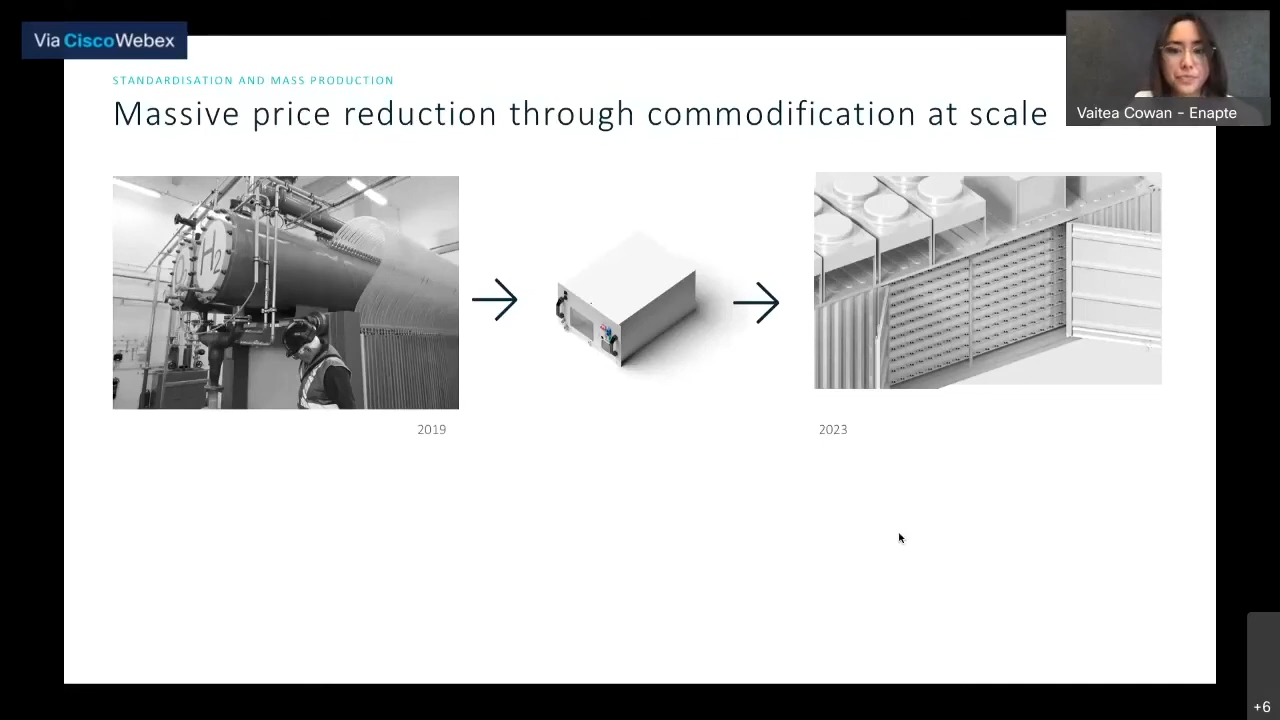 Via CiscoWebex
STANDARDISATION AND MASS PRODUCTION
Massive price reduction through commodification at scale
Vaitea Cowan - Enapte
H2
2019
2023
+6